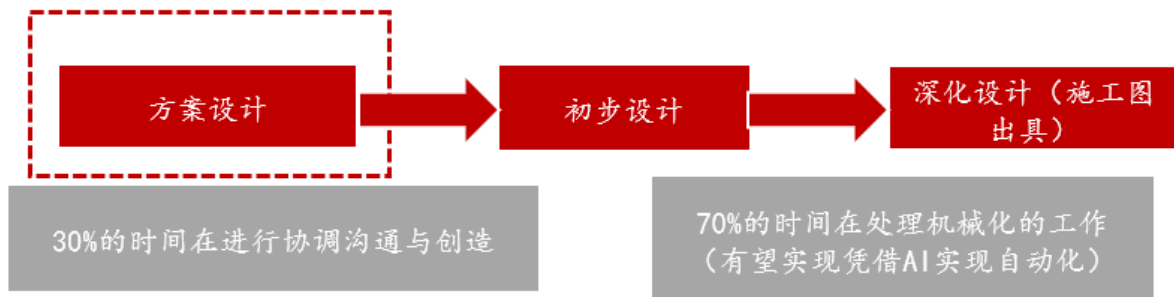 方案设计
初步设计
深化设计（施工图
出具）
30%的时间在进行协调沟通与创造
70%的时间在处理机械化的工作
（有望实现凭借AI实现自动化）